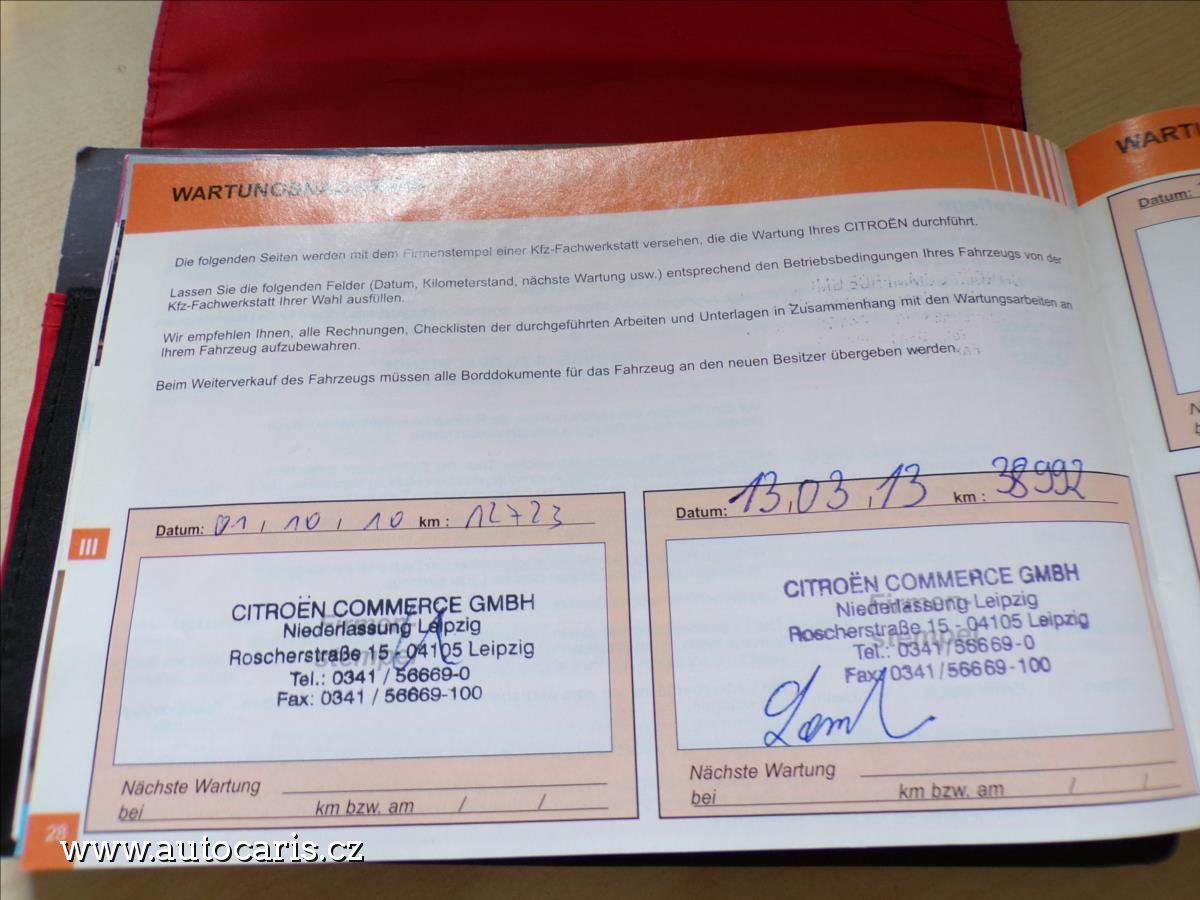 WARTUNGSNACHWEIS
Die folgenden Seiten werden mit dem Firmenstempel einer Kfz-Fachwerkstatt versehen, die die Wartung Ihres CITROËN durchführt.
Lassen Sie die folgenden Felder (Datum, Kilometerstand, nächste Wartung usw.) entsprechend den Betriebsbedingungen Ihres Fahrzeugs von der
Kfz-Fachwerkstatt Ihrer Wahl ausfüllen.
Wir empfehlen Ihnen, alle Rechnungen, Checklisten der durchgeführten Arbeiten und Unterlagen in Zusammenhang mit den Wartungsarbeiten an
Ihrem Fahrzeug aufzubewahren.
Beim Weiterverkauf des Fahrzeugs müssen alle Borddokumente für das Fahrzeug an den neuen Besitzer übergeben werden.
III
Datum: 01, 10, 10 km : 12723
Firmen-
stempel
CITROËN COMMERCE GMBH
Niederlassung Leipzig
Roscherstraße 15 - 04105 Leipzig
Tel.: 0341 / 56669-0
Fax: 0341 / 56669-100
Nächste Wartung
bei km bzw. am / /
Datum: 13,03,13 km : 38992
Firmen-
stempel
CITROËN COMMERCE GMBH
Niederlassung Leipzig
Roscherstraße 15 - 04105 Leipzig
Tel.: 0341/56669-0
Fax: 0341/56669-100
Nächste Wartung
bei km bzw. am / /
28
WARTU
Datum:
www.autocaris.cz